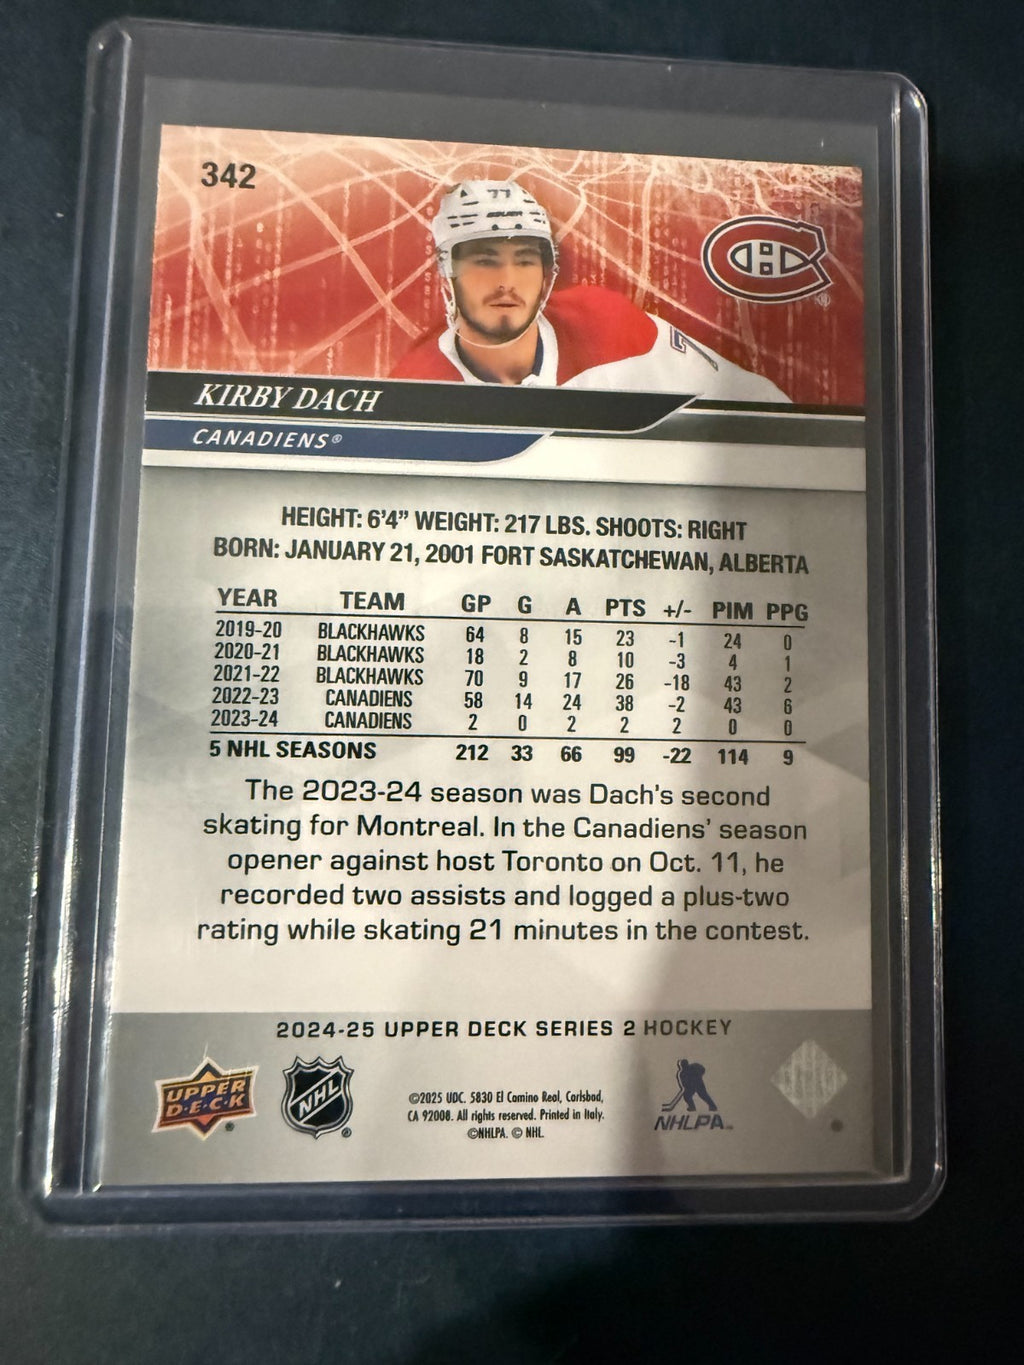 342
77
BAUER
7
KIRBY DACH
CANADIENS®
HEIGHT: 6'4" WEIGHT: 217 LBS. SHOOTS: RIGHT
BORN: JANUARY 21, 2001 FORT SASKATCHEWAN, ALBERTA
YEAR TEAM GP G A PTS +/- PIM PPG
2019-20 BLACKHAWKS 64 8 15 23 -1 24 0
2020-21 BLACKHAWKS 18 2 8 10 -3 4 1
2021-22 BLACKHAWKS 70 9 17 26 -18 43 2
2022-23 CANADIENS 58 14 24 38 -2 43 6
2023-24 CANADIENS 2 0 2 2 2 0 0
5 NHL SEASONS 212 33 66 99 -22 114 9
The 2023-24 season was Dach's second
skating for Montreal. In the Canadiens' season
opener against host Toronto on Oct. 11, he
recorded two assists and logged a plus-two
rating while skating 21 minutes in the contest.
2024-25 UPPER DECK SERIES 2 HOCKEY
UPPER
D·E·C·K
®
NHL
®
©2025 UDC. 5830 El Camino Real, Carlsbad,
CA 92008. All rights reserved. Printed in Italy.
©NHLPA. © NHL.
NHLPA™